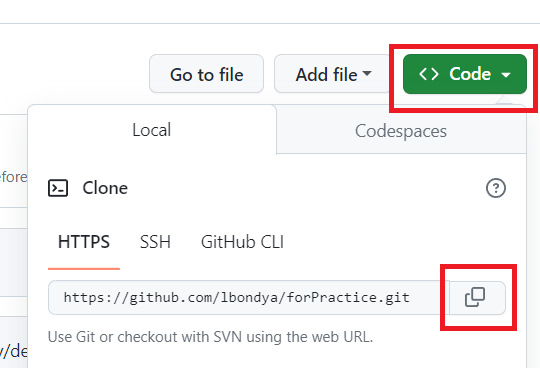 Go to file Add file <> Code
Local Codespaces
efore
Clone
HTTPS SSH GitHub CLI
https://github.com/lbondya/forPractice.git
Use Git or checkout with SVN using the web URL.
y/de